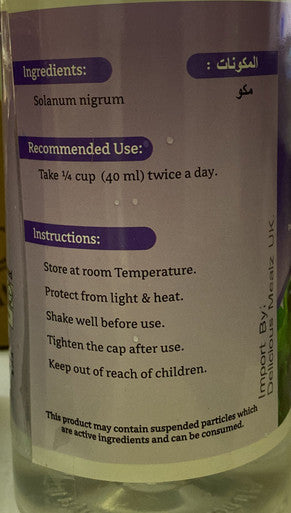 Ingredients:
المكونات :
Solanum nigrum
مكو
Recommended Use:
Take ¼ cup (40 ml) twice a day.
Instructions:
Store at room Temperature.
Protect from light & heat.
Shake well before use.
Tighten the cap after use.
Keep out of reach of children.
This product may contain suspended particles which
are active ingredients and can be consumed.
Import By:
Delicious Mealz UK